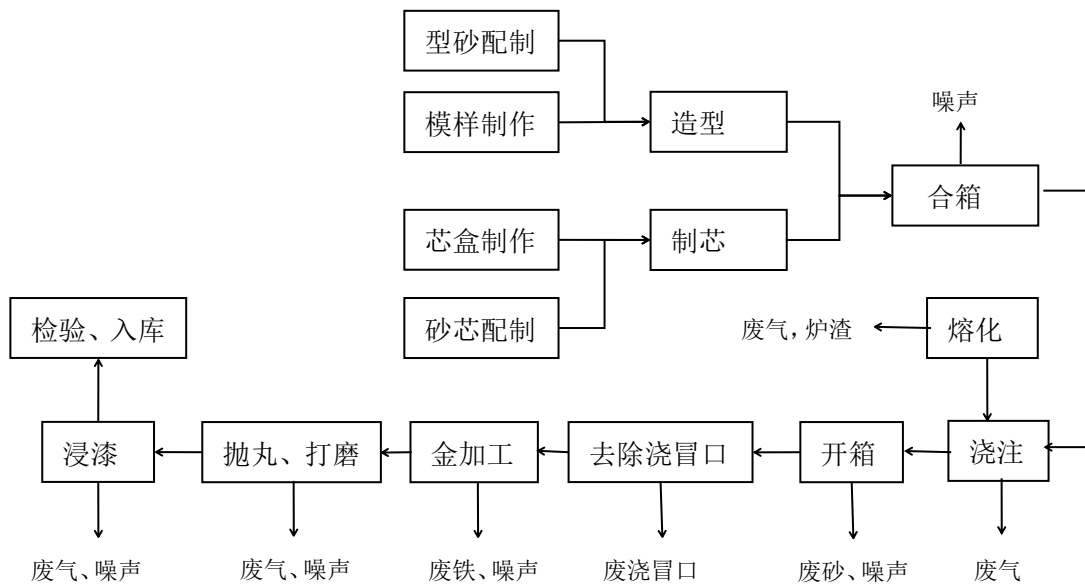 型砂配制
噪声
模样制作
造型
合箱
芯盒制作
制芯
检验、入库
砂芯配制
废气,炉渣
熔化
浸漆
抛丸、打磨
金加工
去除浇冒口
开箱
浇注
废气、噪声
废气、噪声
废铁、噪声
废浇冒口
废砂、噪声
废气